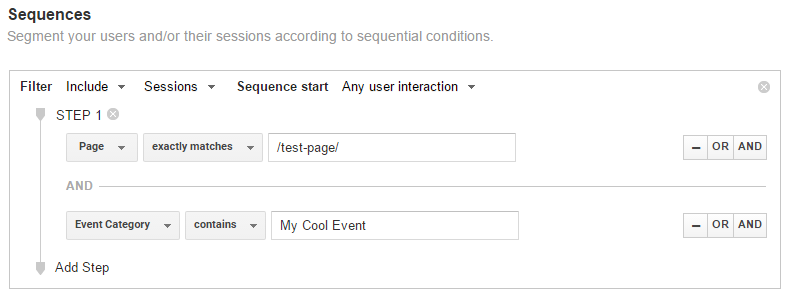 Sequences
Segment your users and/or their sessions according to sequential conditions.
Filter Include Sessions Sequence start Any user interaction
STEP 1
Page exactly matches /test-page/ – OR AND
AND
Event Category contains My Cool Event – OR AND
Add Step